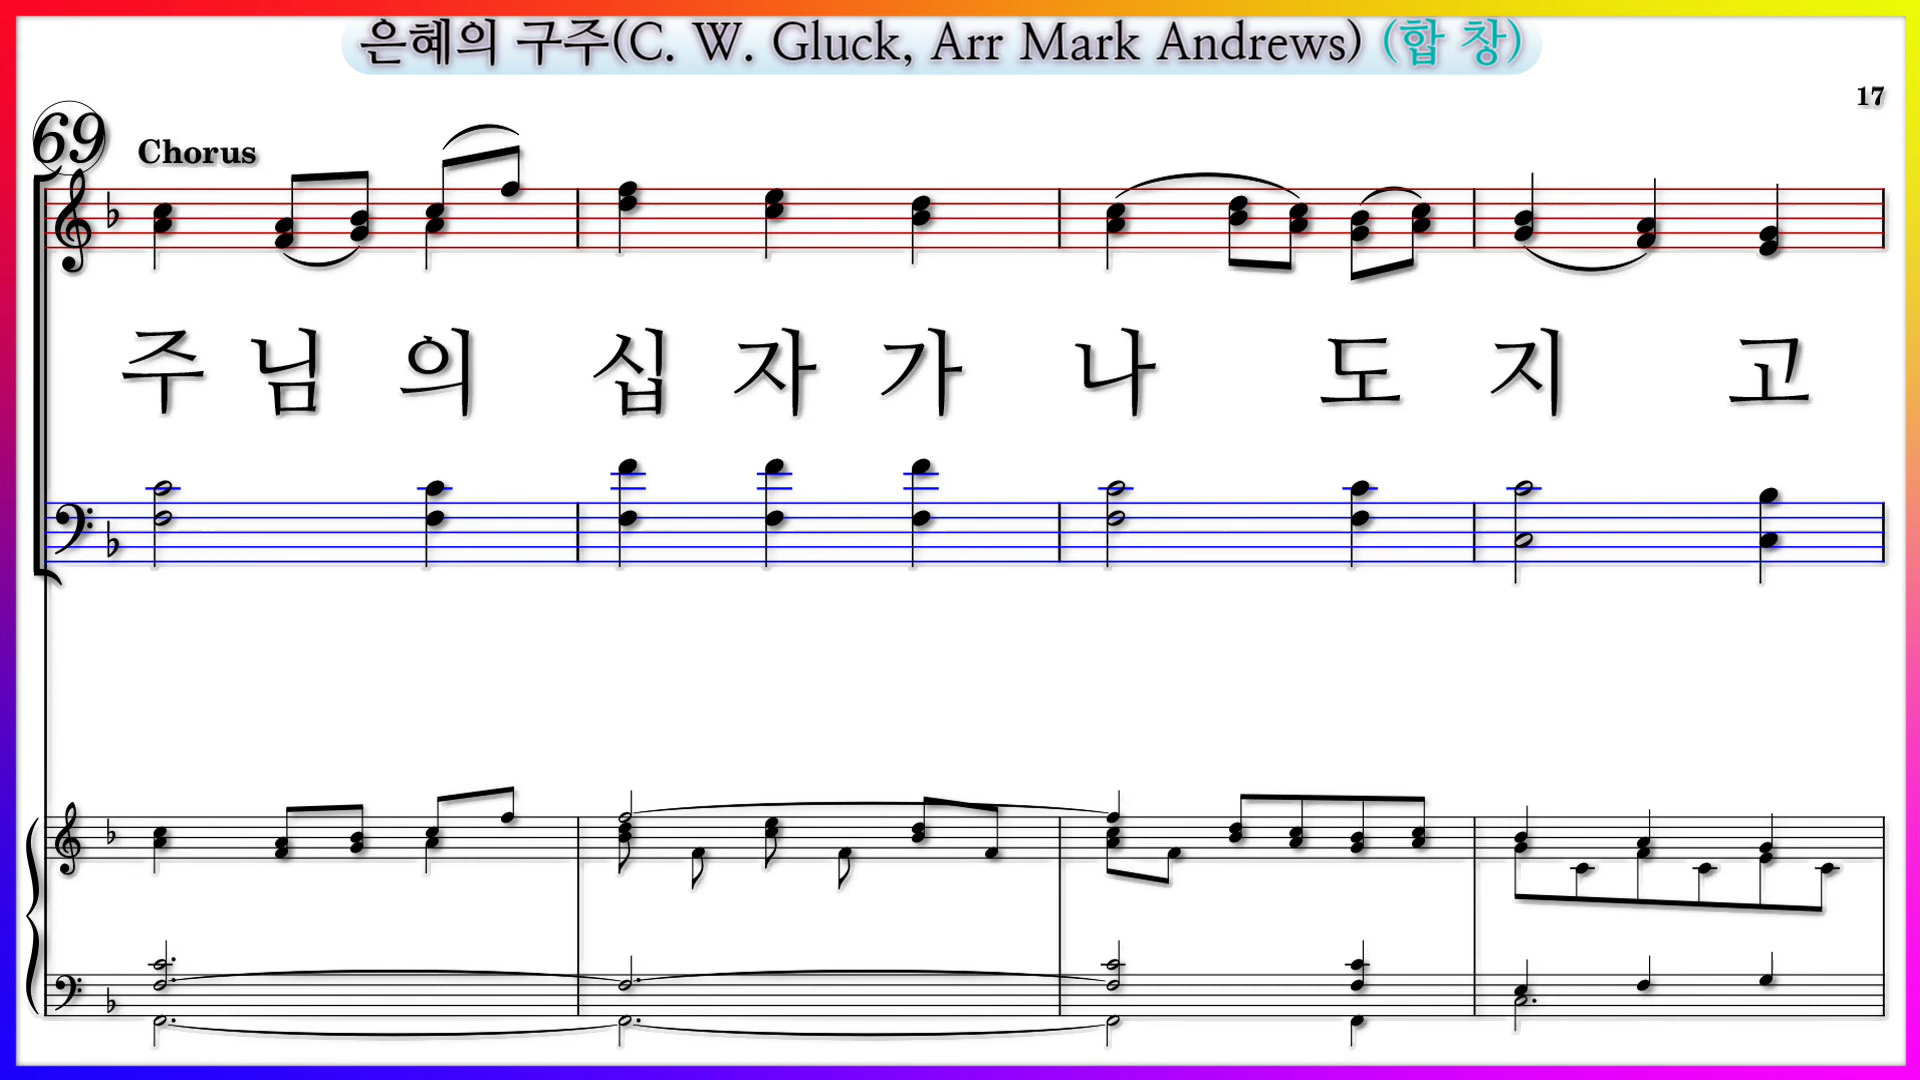 은혜의 구주(C. W. Gluck, Arr Mark Andrews) (합 창)
17
69
Chorus
주 님 의 십 자 가 나 도 지 고